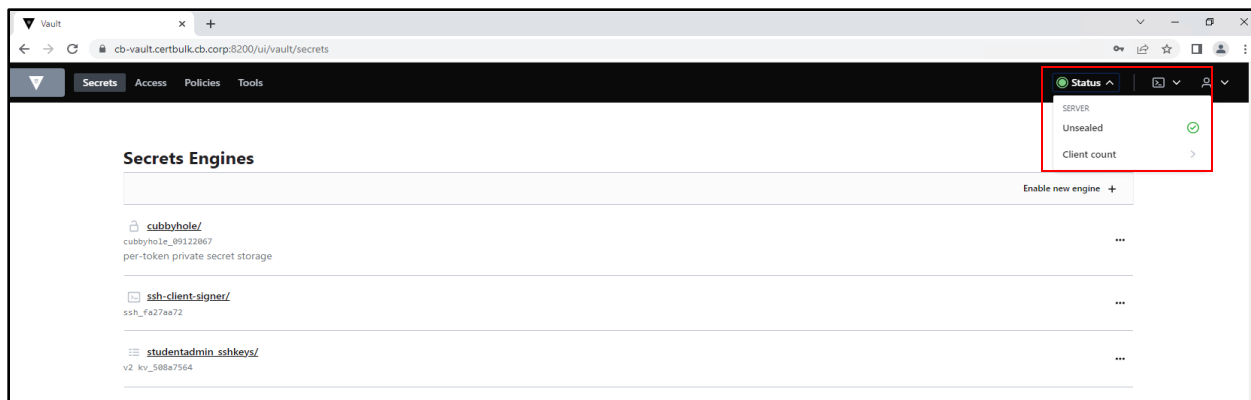 Vault
cb-vault.certbulk.cb.corp:8200/ui/vault/secrets
Secrets Access Policies Tools Status
SERVER
Unsealed
Client count
Secrets Engines
Enable new engine +
cubbyhole/
cubbyhole_09122067
per-token private secret storage
ssh-client-signer/
ssh_fa27aa72
studentadmin_sshkeys/
v2 kv_508a7564